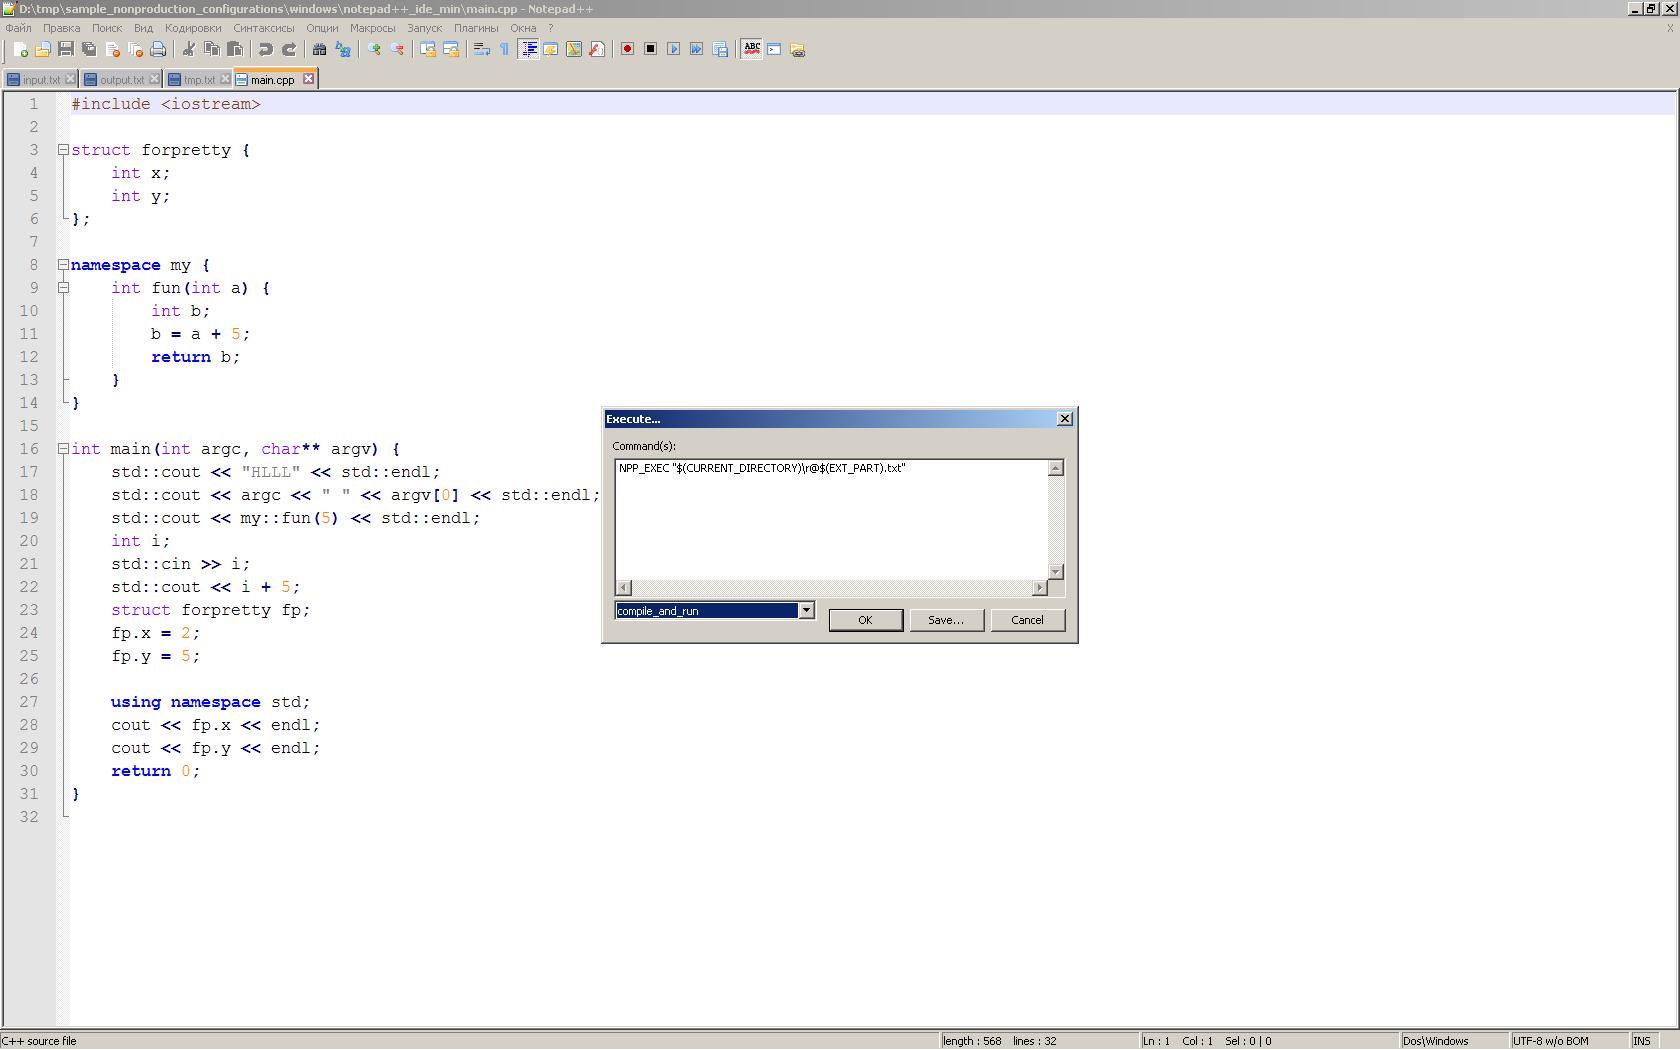 D:\tmp\sample_nonproduction_configurations\windows\notepad++_ide_min\main.cpp - Notepad++
Файл Правка Поиск Вид Кодировки Синтаксисы Опции Макросы Запуск Плагины Окна ? X
ABC
input.txt output.txt tmp.txt main.cpp
1 #include <iostream>
2
3 struct forpretty {
4     int x;
5     int y;
6 };
7
8 namespace my {
9     int fun(int a) {
10         int b;
11         b = a + 5;
12         return b;
13     }
14 }
15
16 int main(int argc, char** argv) {
17     std::cout << "HLLL" << std::endl;
18     std::cout << argc << " " << argv[0] << std::endl;
19     std::cout << my::fun(5) << std::endl;
20     int i;
21     std::cin >> i;
22     std::cout << i + 5;
23     struct forpretty fp;
24     fp.x = 2;
25     fp.y = 5;
26
27     using namespace std;
28     cout << fp.x << endl;
29     cout << fp.y << endl;
30     return 0;
31 }
32
Execute...
Command(s):
NPP_EXEC "$(CURRENT_DIRECTORY)\r@$(EXT_PART).txt"
compile_and_run OK Save... Cancel
C++ source file length : 568 lines : 32 Ln : 1 Col : 1 Sel : 0 | 0 Dos\Windows UTF-8 w/o BOM INS